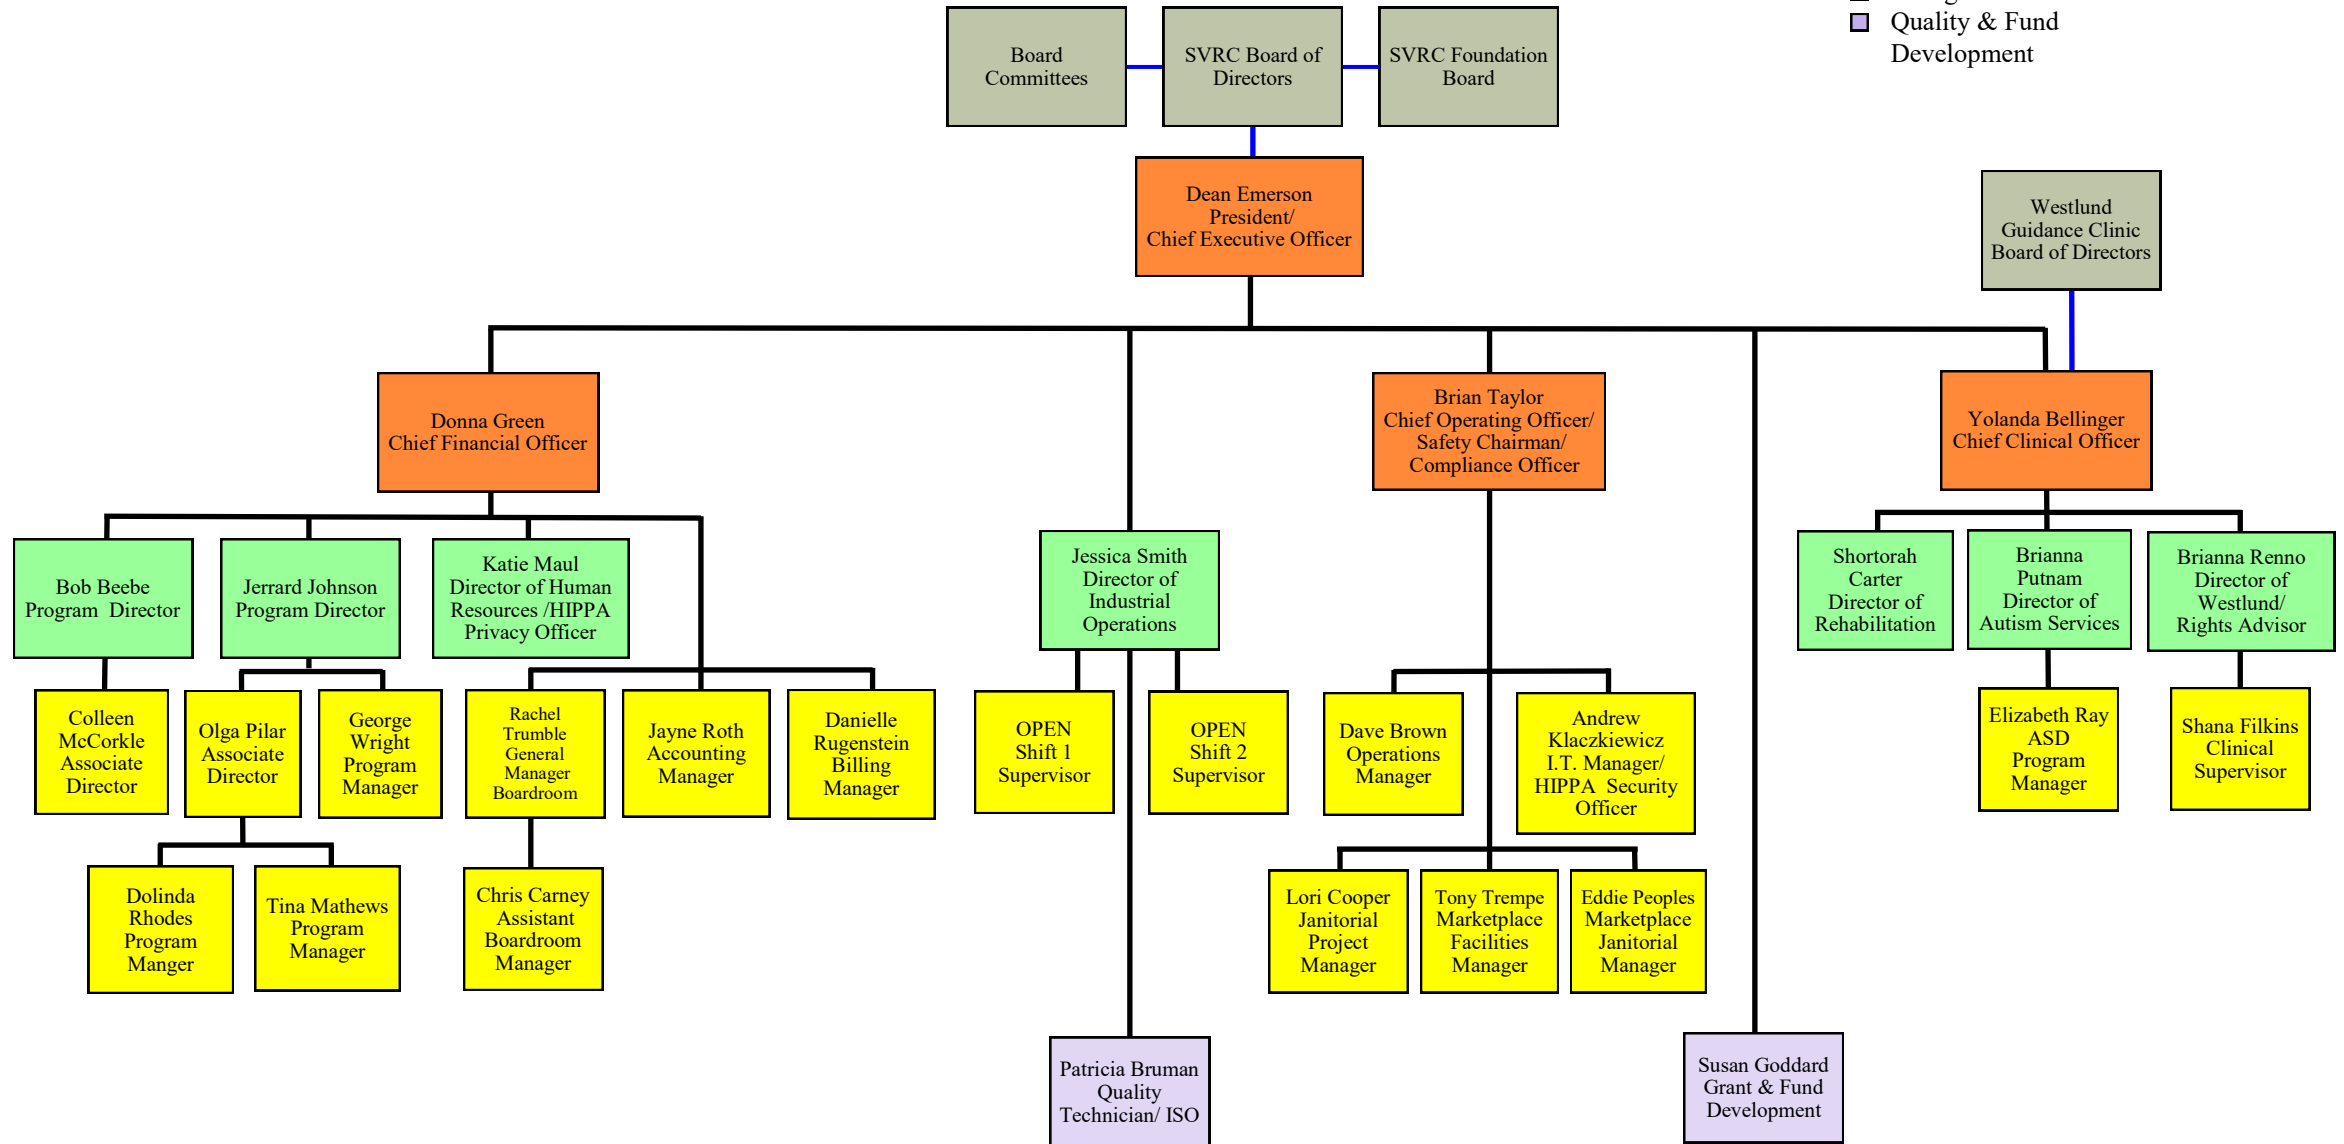 Quality & Fund
Development
Board
Committees
SVRC Board of
Directors
SVRC Foundation
Board
Dean Emerson
President/
Chief Executive Officer
Westlund
Guidance Clinic
Board of Directors
Donna Green
Chief Financial Officer
Brian Taylor
Chief Operating Officer/
Safety Chairman/
Compliance Officer
Yolanda Bellinger
Chief Clinical Officer
Bob Beebe
Program  Director
Jerrard Johnson
Program Director
Katie Maul
Director of Human
Resources /HIPPA
Privacy Officer
Jessica Smith
Director of
Industrial
Operations
Shortorah
Carter
Director of
Rehabilitation
Brianna
Putnam
Director of
Autism Services
Brianna Renno
Director of
Westlund/
Rights Advisor
Colleen
McCorkle
Associate
Director
Olga Pilar
Associate
Director
George
Wright
Program
Manager
Rachel
Trumble
General
Manager
Boardroom
Jayne Roth
Accounting
Manager
Danielle
Rugenstein
Billing
Manager
OPEN
Shift 1
Supervisor
OPEN
Shift 2
Supervisor
Dave Brown
Operations
Manager
Andrew
Klaczkiewicz
I.T. Manager/
HIPPA  Security
Officer
Elizabeth Ray
ASD
Program
Manager
Shana Filkins
Clinical
Supervisor
Dolinda
Rhodes
Program
Manger
Tina Mathews
Program
Manager
Chris Carney
Assistant
Boardroom
Manager
Lori Cooper
Janitorial
Project
Manager
Tony Trempe
Marketplace
Facilities
Manager
Eddie Peoples
Marketplace
Janitorial
Manager
Patricia Bruman
Quality
Technician/ ISO
Susan Goddard
Grant & Fund
Development